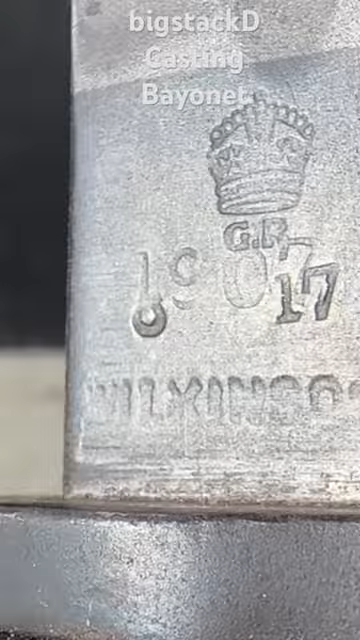 bigstackD
Casting
Bayonet
G.R.
1907
17
WILKINSO